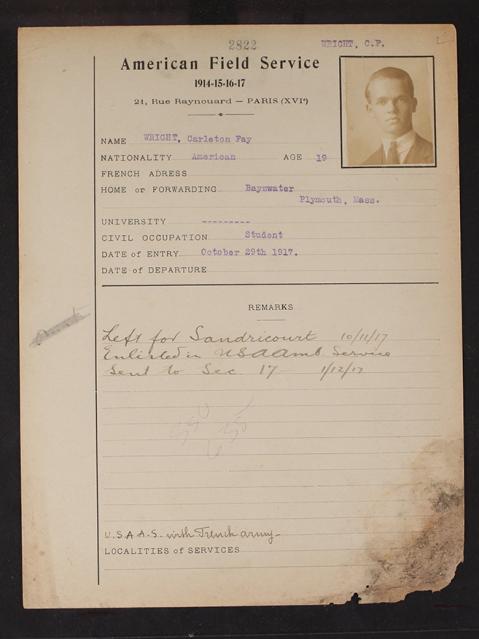 2822
WRIGHT, C.F.
American Field Service
1914-15-16-17
21, Rue Raynouard — PARIS (XVIe)
NAME WRIGHT, Carleton Fay
NATIONALITY American AGE 19
FRENCH ADRESS
HOME or FORWARDING Bayswater
Plymouth, Mass.
UNIVERSITY ---------
CIVIL OCCUPATION Student
DATE of ENTRY October 29th 1917.
DATE of DEPARTURE
REMARKS
Left for Sandricourt 10/11/17
Enlisted in U S A Amb. Service
Sent to Sec. 17 1/12/17
U.S.A.A.S. with French army
LOCALITIES of SERVICES